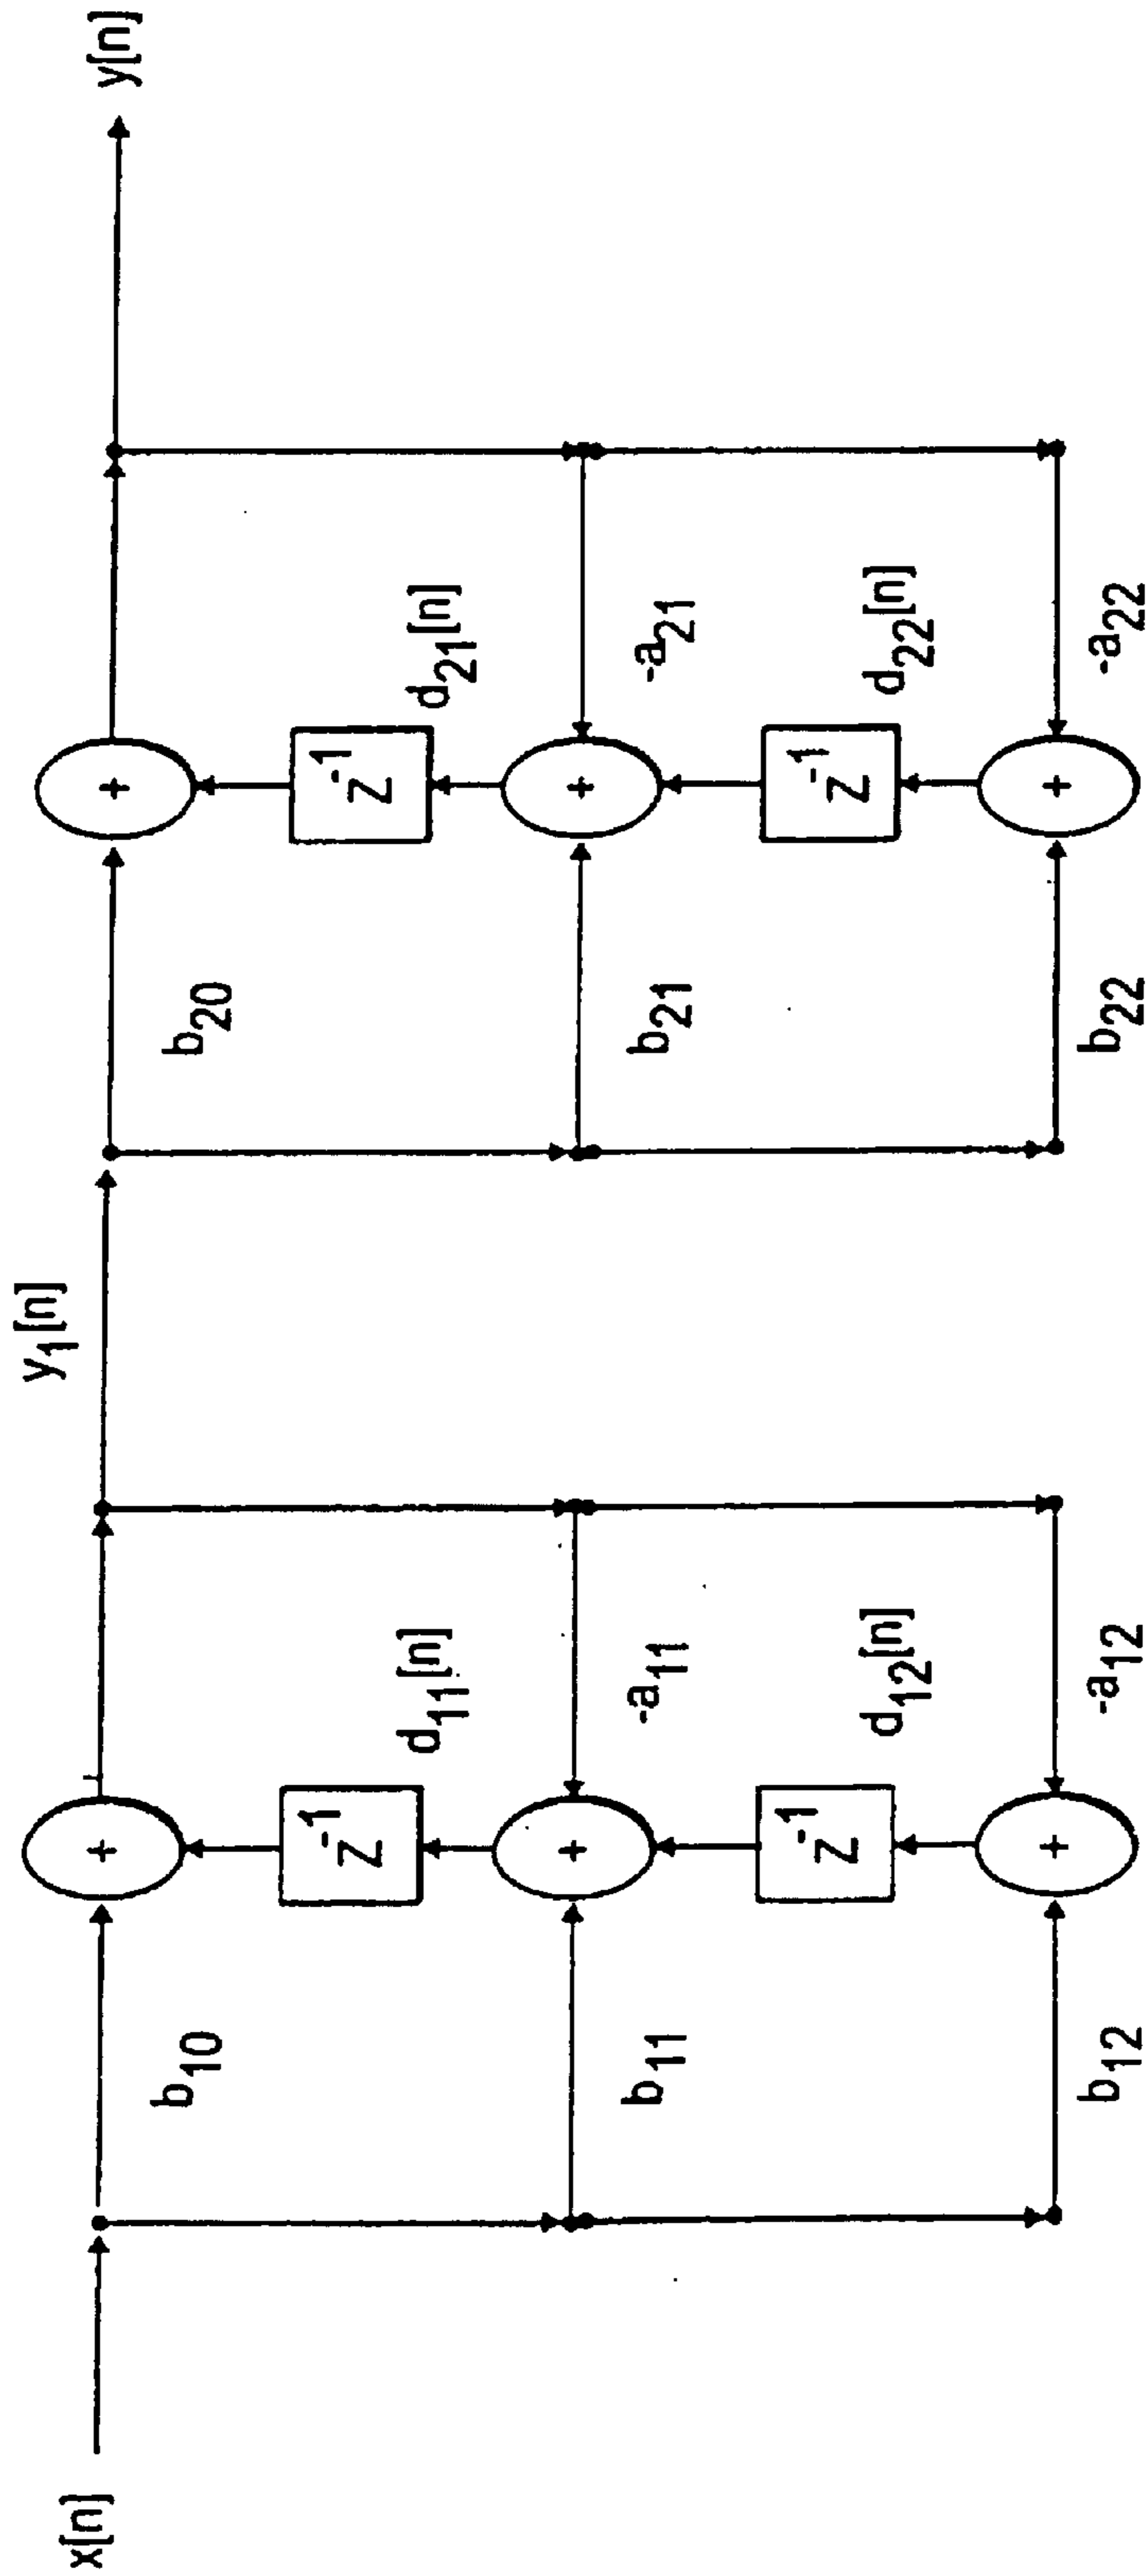 x[n]
y₁[n]
y[n]
b₁₀
b₂₀
+
+
z⁻¹
d₁₁[n]
z⁻¹
d₂₁[n]
b₁₁
+
-a₁₁
b₂₁
+
-a₂₁
z⁻¹
d₁₂[n]
z⁻¹
d₂₂[n]
b₁₂
+
-a₁₂
b₂₂
+
-a₂₂